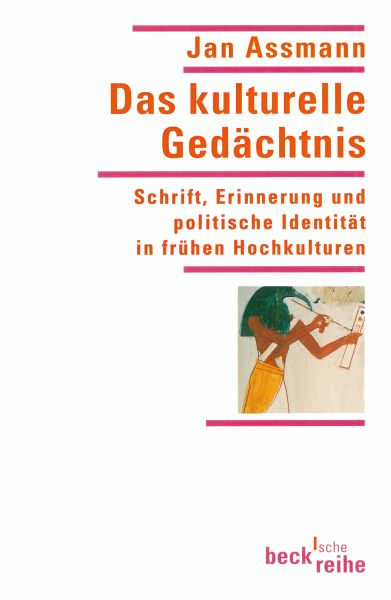 Jan Assmann
Das kulturelle
Gedächtnis
Schrift, Erinnerung und
politische Identität
in frühen Hochkulturen
beck'sche
reihe